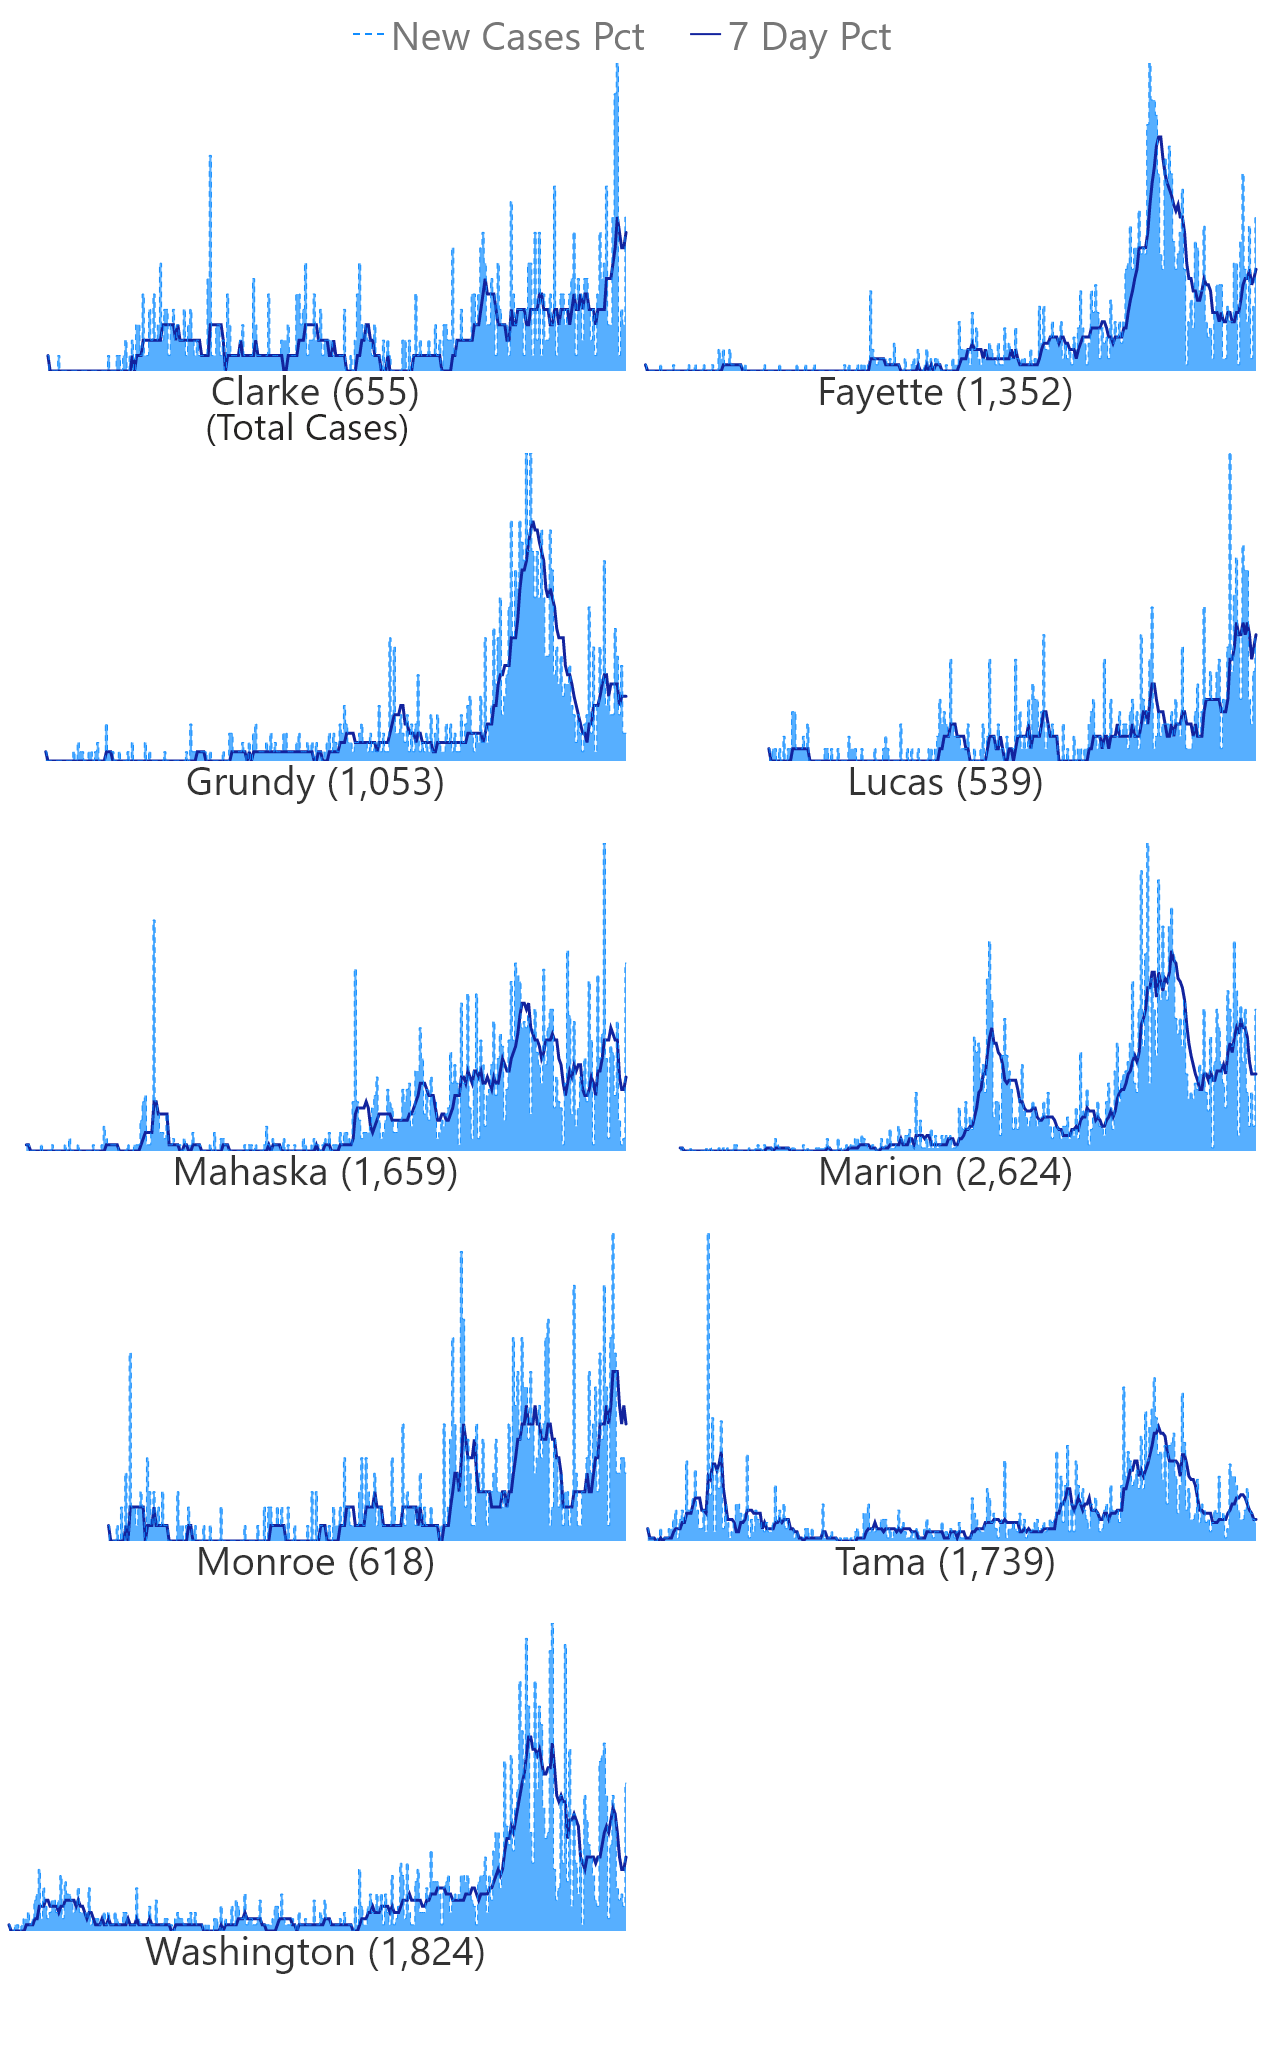 New Cases Pct 7 Day Pct
Clarke (655) Fayette (1,352)
(Total Cases)
Grundy (1,053) Lucas (539)
Mahaska (1,659) Marion (2,624)
Monroe (618) Tama (1,739)
Washington (1,824)